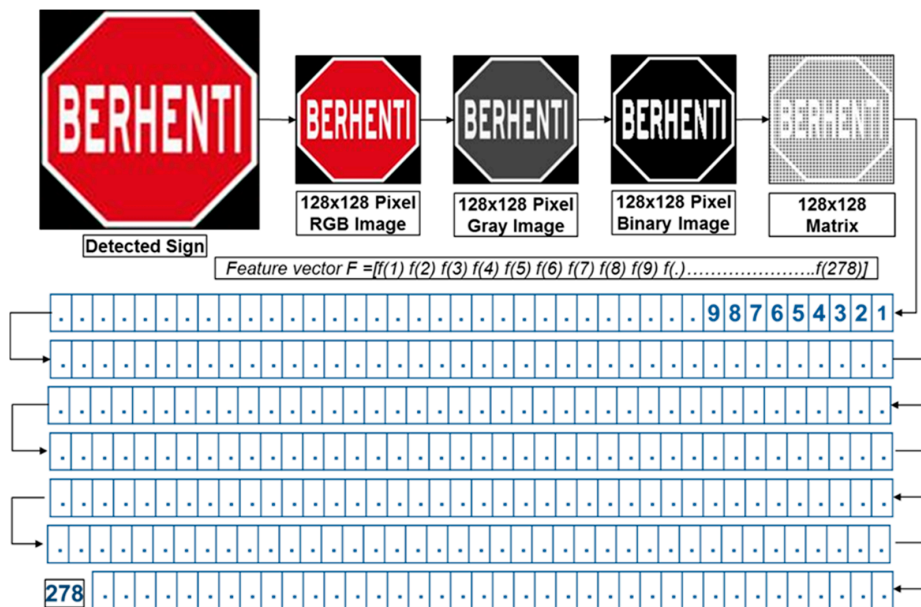 BERHENTI
BERHENTI
BERHENTI
BERHENTI
BERHENTI
Detected Sign
128x128 Pixel
RGB Image
128x128 Pixel
Gray Image
128x128 Pixel
Binary Image
128x128
Matrix
Feature vector F =[f(1) f(2) f(3) f(4) f(5) f(6) f(7) f(8) f(9) f(.)…………………..f(278)]
. . . . . . . . . . . . . . . . . . . . . . . . . . . . . . . 9 8 7 6 5 4 3 2 1
. . . . . . . . . . . . . . . . . . . . . . . . . . . . . . . . . . . . . . . .
. . . . . . . . . . . . . . . . . . . . . . . . . . . . . . . . . . . . . . . .
. . . . . . . . . . . . . . . . . . . . . . . . . . . . . . . . . . . . . . . .
. . . . . . . . . . . . . . . . . . . . . . . . . . . . . . . . . . . . . . . .
. . . . . . . . . . . . . . . . . . . . . . . . . . . . . . . . . . . . . . . .
278 . . . . . . . . . . . . . . . . . . . . . . . . . . . . . . . . . . . . . .